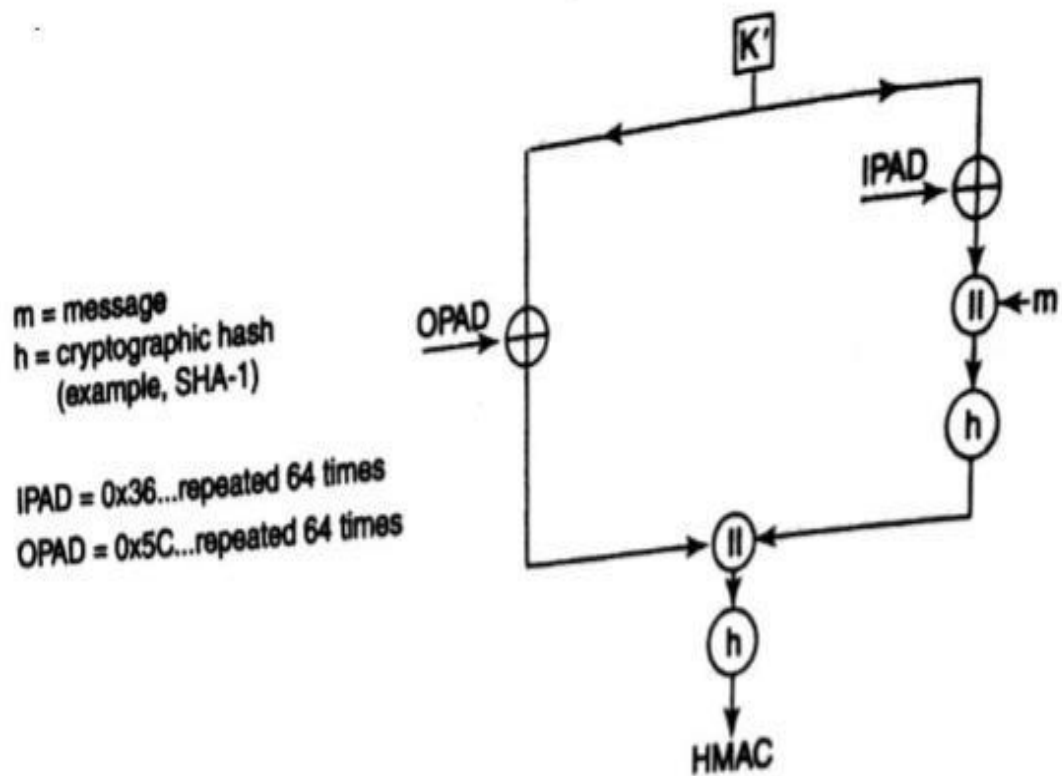 K'
IPAD
m
m = message
OPAD
h = cryptographic hash
(example, SHA-1)
h
IPAD = 0x36...repeated 64 times
OPAD = 0x5C...repeated 64 times
||
||
h
HMAC